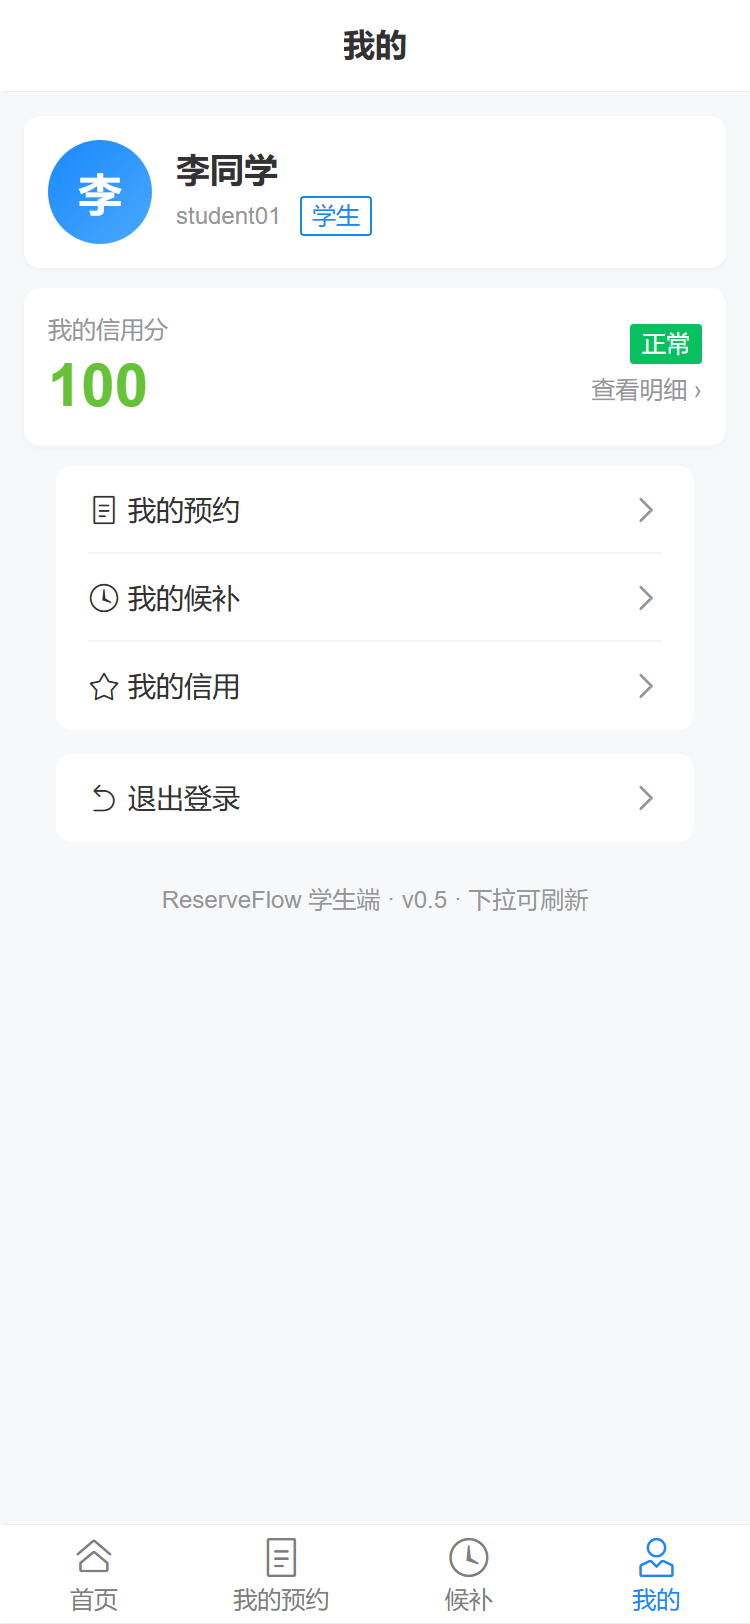 我的
李
李同学
student01 学生
我的信用分
100
正常
查看明细 ›
我的预约
我的候补
我的信用
退出登录
ReserveFlow 学生端 · v0.5 · 下拉可刷新
首页 我的预约 候补 我的